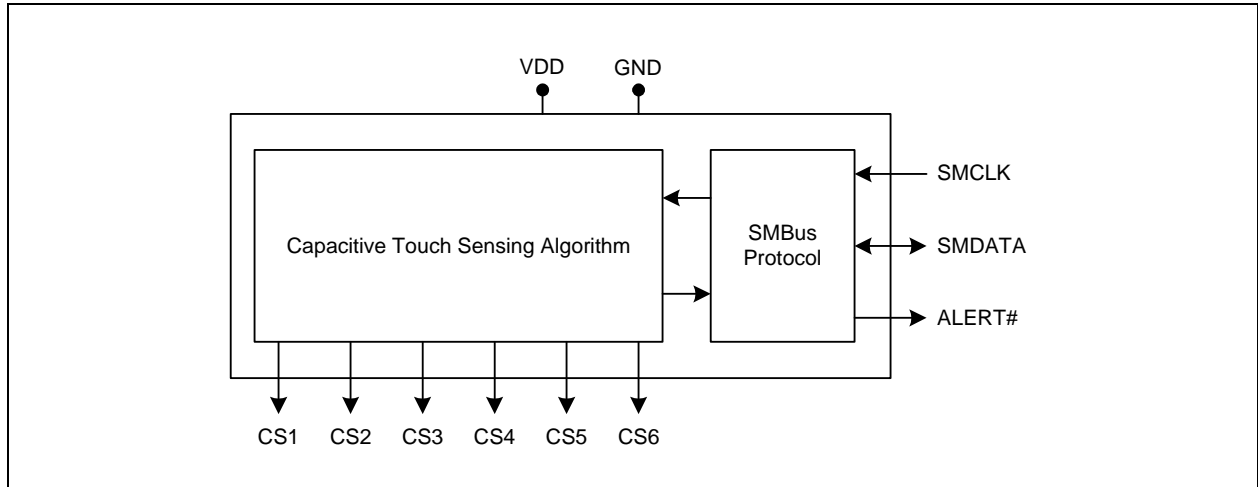 VDD GND
Capacitive Touch Sensing Algorithm
SMBus
Protocol
SMCLK
SMDATA
ALERT#
CS1 CS2 CS3 CS4 CS5 CS6